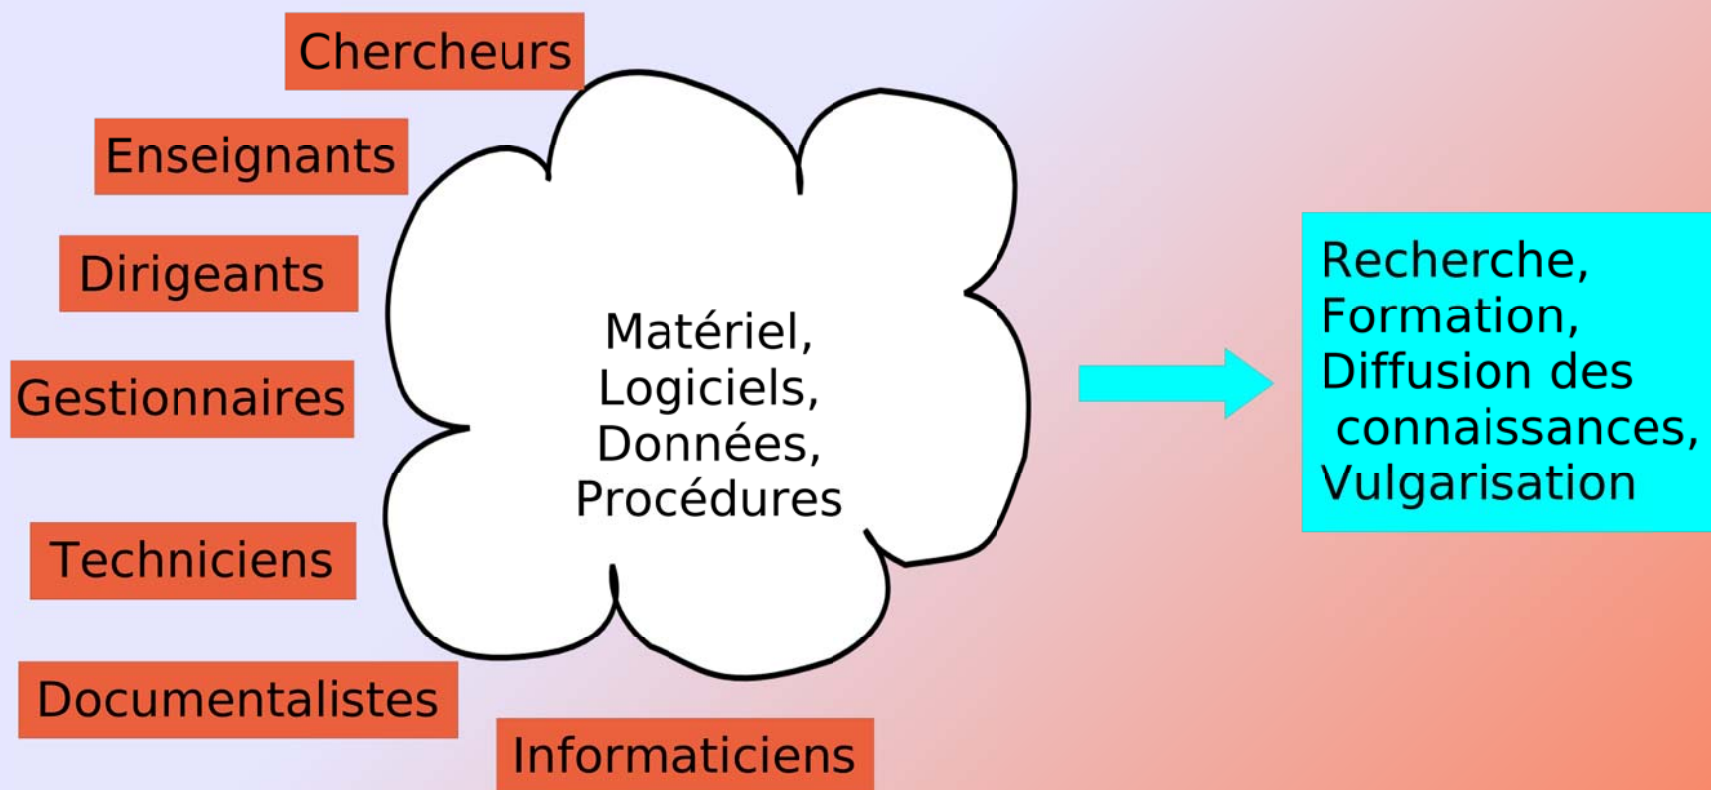 Chercheurs
Enseignants
Dirigeants
Gestionnaires
Techniciens
Documentalistes
Informaticiens
Matériel,
Logiciels,
Données,
Procédures
Recherche,
Formation,
Diffusion des
connaissances,
Vulgarisation